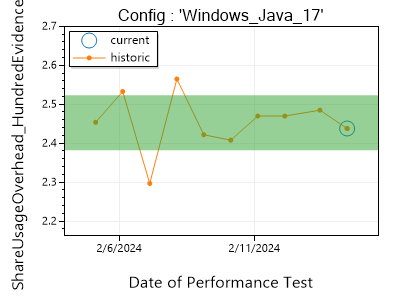 Config : 'Windows_Java_17'
ShareUsageOverhead_HundredEvidence
2.7
2.6
2.5
2.4
2.3
2.2
current
historic
2/6/2024
2/11/2024
Date of Performance Test